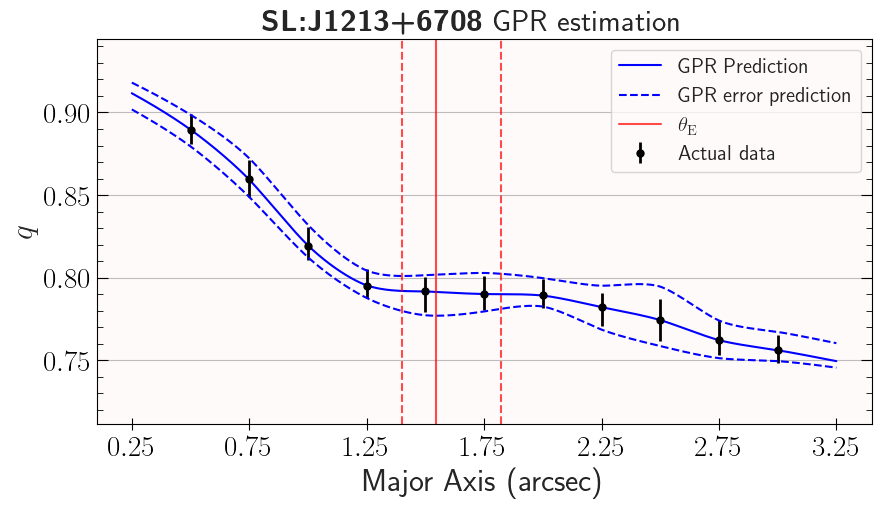 SL:J1213+6708 GPR estimation
GPR Prediction
GPR error prediction
θ_E
Actual data
0.90
0.85
0.80
0.75
q
0.25 0.75 1.25 1.75 2.25 2.75 3.25
Major Axis (arcsec)